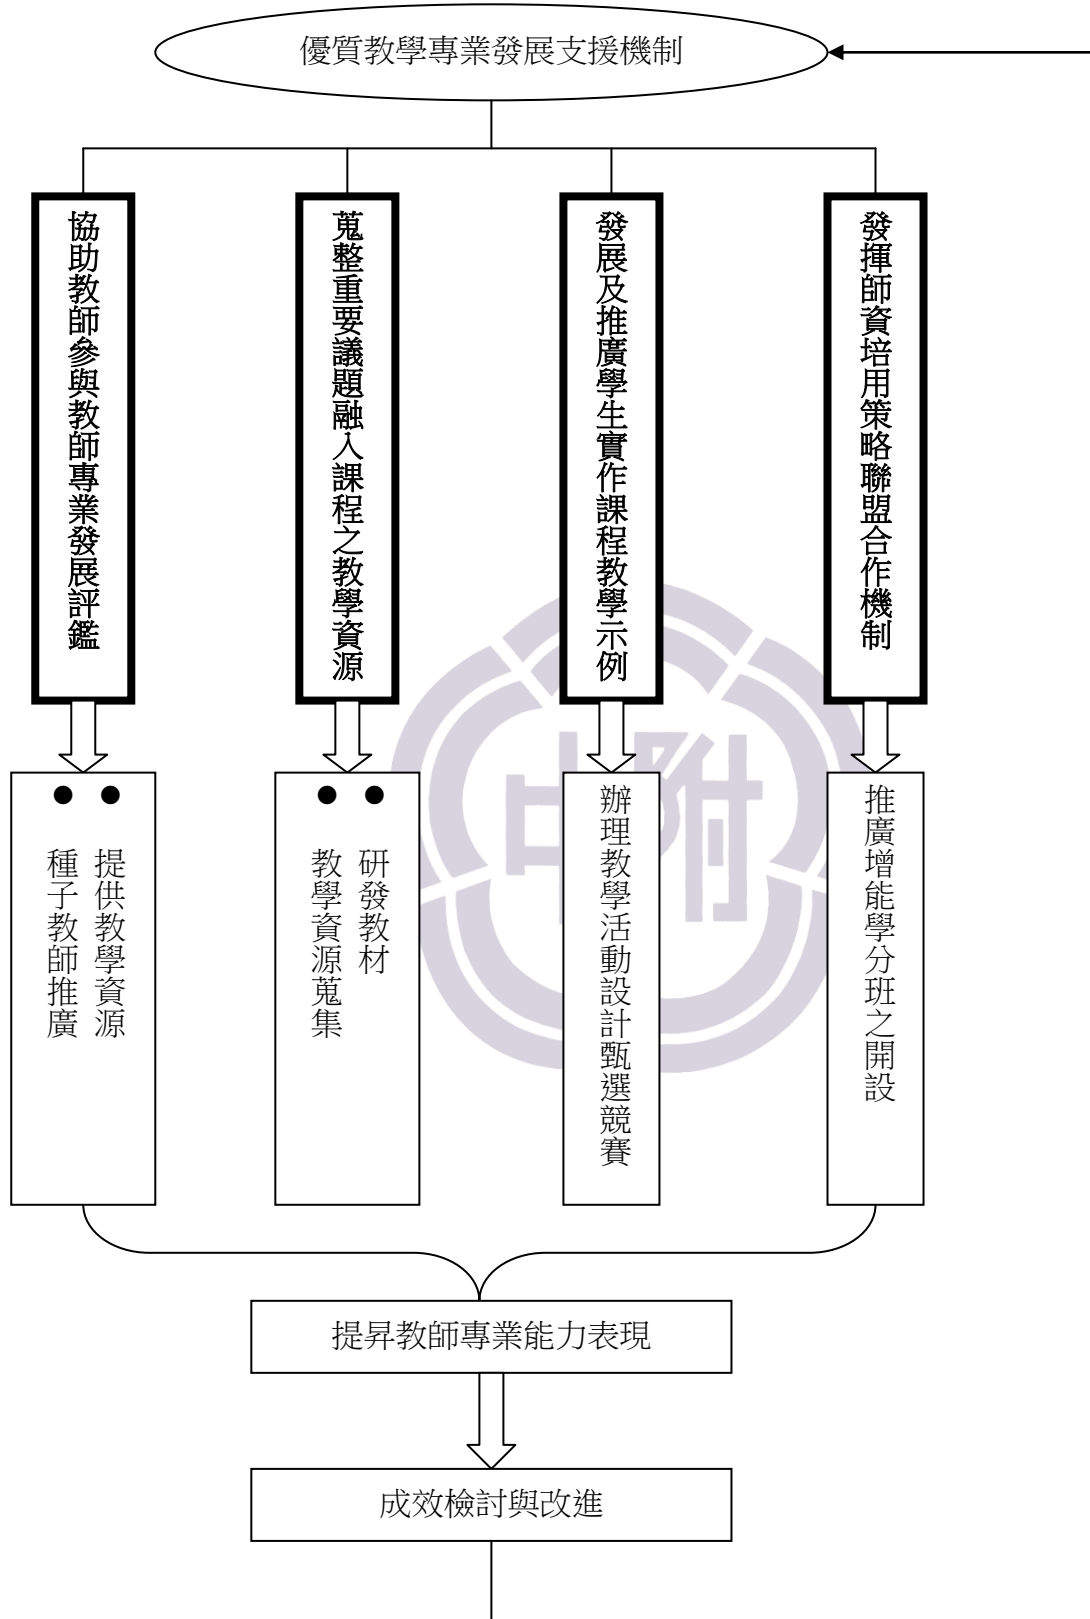 優質教學專業發展支援機制
協助教師參與教師專業發展評鑑
蒐整重要議題融入課程之教學資源
發展及推廣學生實作課程教學示例
發揮師資培用策略聯盟合作機制
● 提供教學資源
● 種子教師推廣
● 研發教材
● 教學資源蒐集
辦理教學活動設計甄選競賽
推廣增能學分班之開設
中附
提昇教師專業能力表現
成效檢討與改進